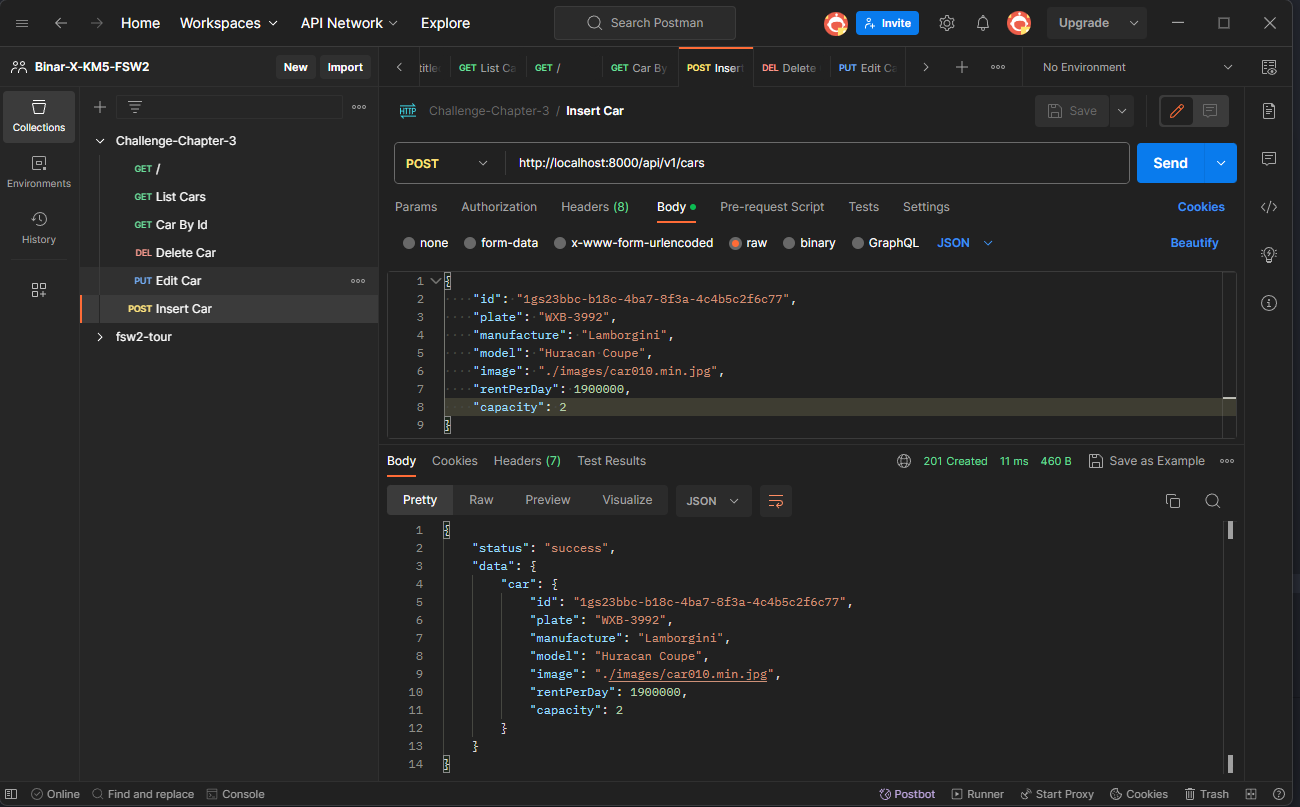 Home Workspaces API Network Explore Search Postman Invite Upgrade
Binar-X-KM5-FSW2 New Import
GET List Ca GET / GET Car By POST Inser DEL Delete PUT Edit Ca No Environment
Collections
Environments
History
Challenge-Chapter-3
GET /
GET List Cars
GET Car By Id
DEL Delete Car
PUT Edit Car
POST Insert Car
fsw2-tour
HTTP Challenge-Chapter-3 / Insert Car Save
POST http://localhost:8000/api/v1/cars Send
Params Authorization Headers (8) Body Pre-request Script Tests Settings Cookies
none form-data x-www-form-urlencoded raw binary GraphQL JSON Beautify
1 {
2 "id": "1gs23bbc-b18c-4ba7-8f3a-4c4b5c2f6c77",
3 "plate": "WXB-3992",
4 "manufacture": "Lamborgini",
5 "model": "Huracan Coupe",
6 "image": "./images/car010.min.jpg",
7 "rentPerDay": 1900000,
8 "capacity": 2
9 }
Body Cookies Headers (7) Test Results 201 Created 11 ms 460 B Save as Example
Pretty Raw Preview Visualize JSON
1 {
2 "status": "success",
3 "data": {
4 "car": {
5 "id": "1gs23bbc-b18c-4ba7-8f3a-4c4b5c2f6c77",
6 "plate": "WXB-3992",
7 "manufacture": "Lamborgini",
8 "model": "Huracan Coupe",
9 "image": "./images/car010.min.jpg",
10 "rentPerDay": 1900000,
11 "capacity": 2
12 }
13 }
14 }
Online Find and replace Console Postbot Runner Start Proxy Cookies Trash